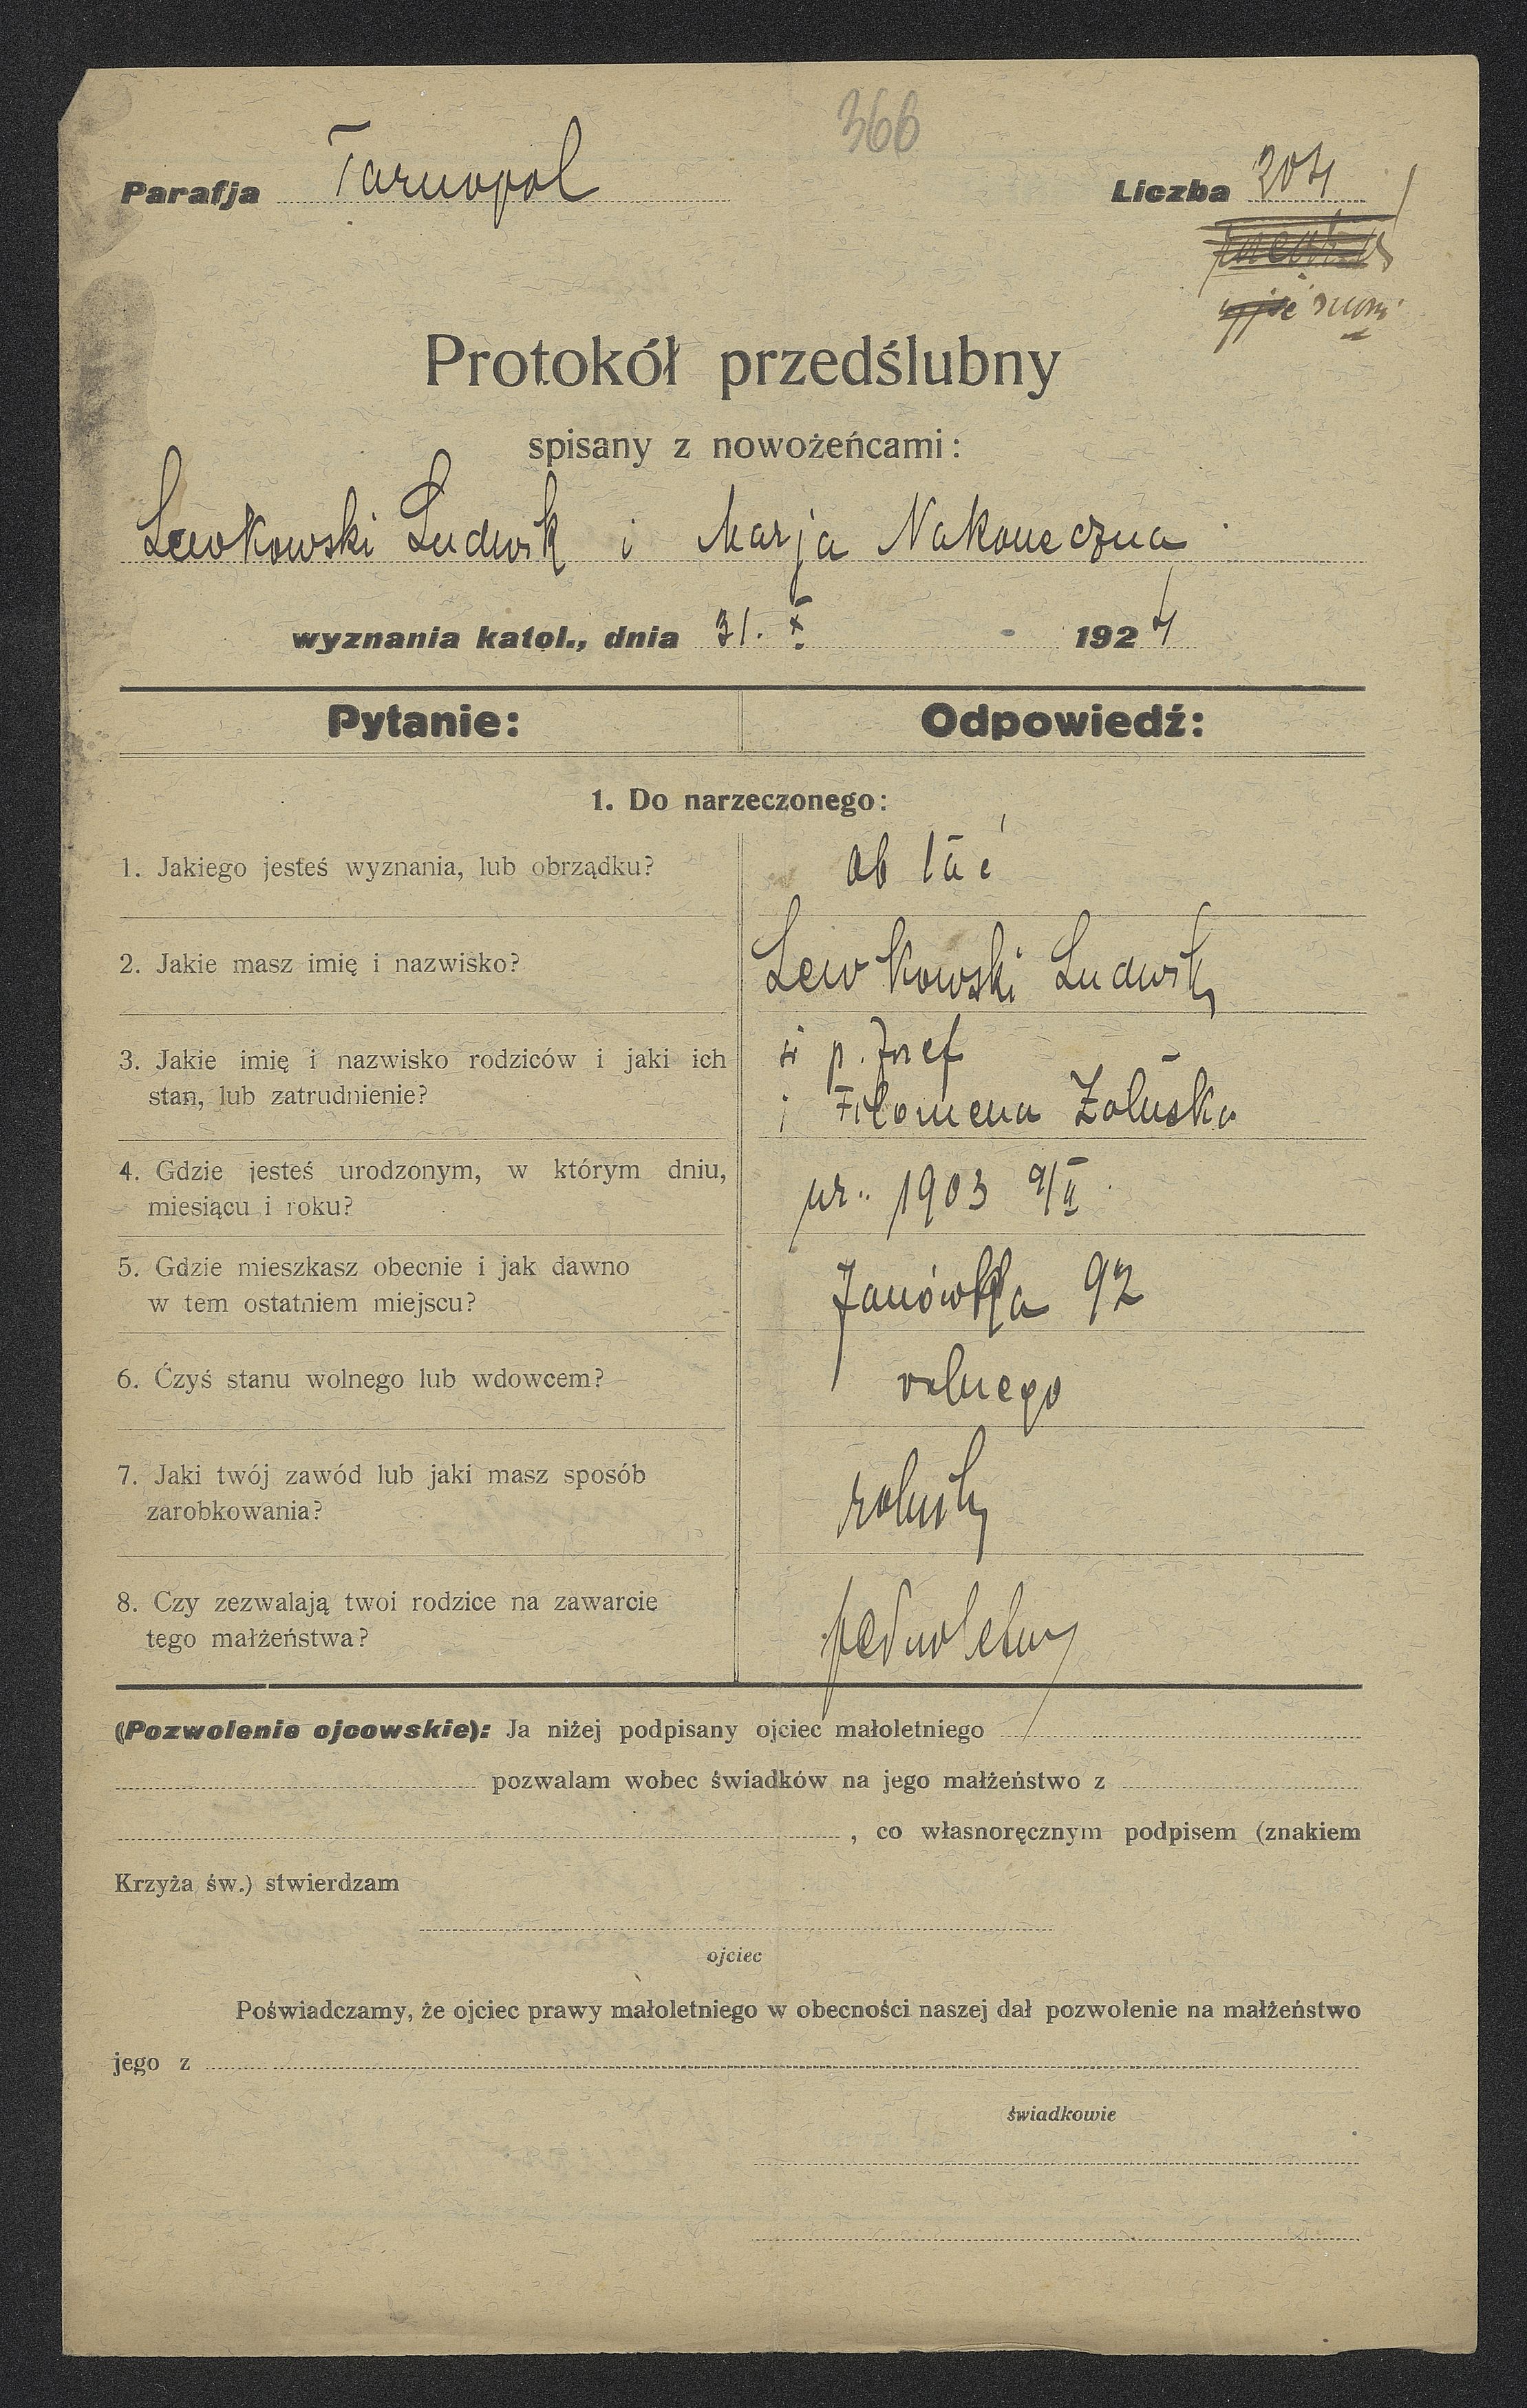 366
Parafja Tarnopol
Liczba 204
Protokół przedślubny
spisany z nowożeńcami:
Lewkowski Ludwik i Marja Nakoneczna
wyznania katol., dnia 31. X. 1924
Pytanie: Odpowiedź:
1. Do narzeczonego:
1. Jakiego jesteś wyznania, lub obrządku?
ob łać
2. Jakie masz imię i nazwisko?
Lewkowski Ludwik
3. Jakie imię i nazwisko rodziców i jaki ich
stan, lub zatrudnienie?
ś p. Józef
i Filomena Załuska
4. Gdzie jesteś urodzonym, w którym dniu,
miesiącu i roku?
ur. 1903 9/II
5. Gdzie mieszkasz obecnie i jak dawno
w tem ostatniem miejscu?
Janówka 92
6. Czyś stanu wolnego lub wdowcem?
wolnego
7. Jaki twój zawód lub jaki masz sposób
zarobkowania?
rolnik
8. Czy zezwalają twoi rodzice na zawarcie
tego małżeństwa?
pełnoletny
(Pozwolenie ojcowskie): Ja niżej podpisany ojciec małoletniego
pozwalam wobec świadków na jego małżeństwo z
, co własnoręcznym podpisem (znakiem
Krzyża św.) stwierdzam
ojciec
Poświadczamy, że ojciec prawy małoletniego w obecności naszej dał pozwolenie na małżeństwo
jego z
świadkowie